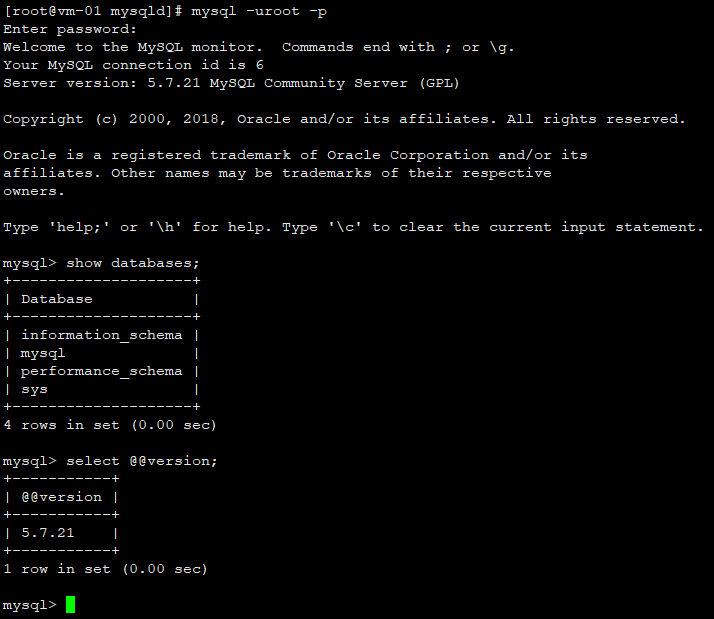 [root@vm-01 mysqld]# mysql -uroot -p
Enter password:
Welcome to the MySQL monitor.  Commands end with ; or \g.
Your MySQL connection id is 6
Server version: 5.7.21 MySQL Community Server (GPL)

Copyright (c) 2000, 2018, Oracle and/or its affiliates. All rights reserved.

Oracle is a registered trademark of Oracle Corporation and/or its
affiliates. Other names may be trademarks of their respective
owners.

Type 'help;' or '\h' for help. Type '\c' to clear the current input statement.

mysql> show databases;
+--------------------+
| Database           |
+--------------------+
| information_schema |
| mysql              |
| performance_schema |
| sys                |
+--------------------+
4 rows in set (0.00 sec)

mysql> select @@version;
+-----------+
| @@version |
+-----------+
| 5.7.21    |
+-----------+
1 row in set (0.00 sec)

mysql>